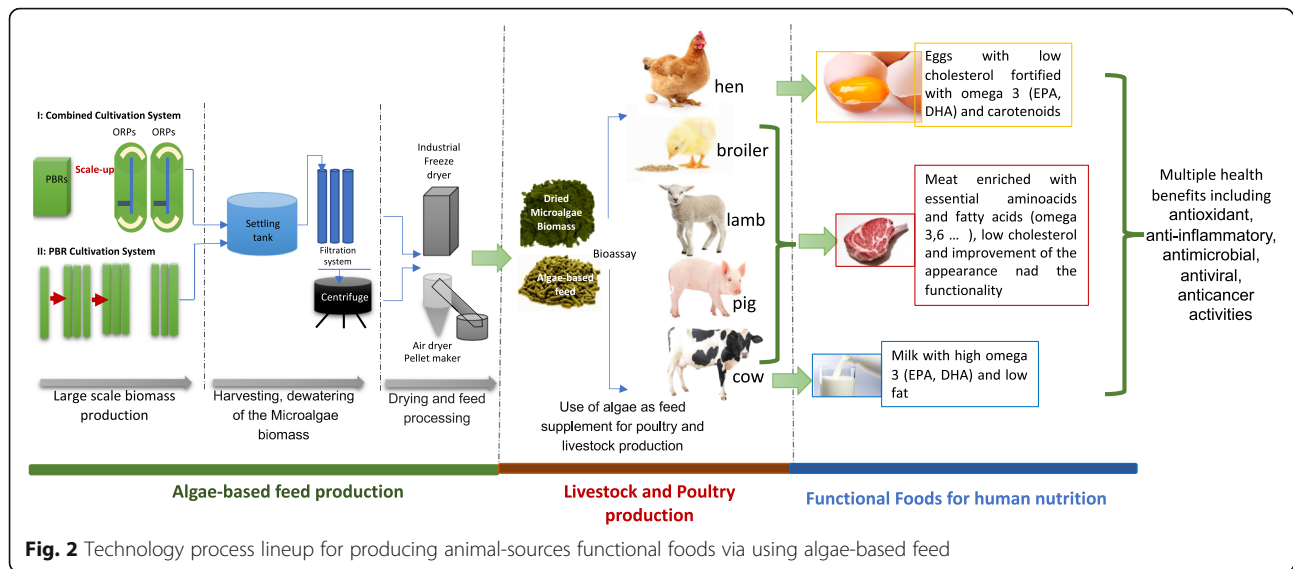 I: Combined Cultivation System
ORPs
ORPs
PBRs
Scale-up
II: PBR Cultivation System
Large scale biomass
production
Settling
tank
Filtration
system
Centrifuge
Harvesting, dewatering
of the Microalgae
biomass
Industrial
Freeze
dryer
Air dryer
Pellet maker
Drying and feed
processing
Dried
Microalgae
Biomass
Algae-based
feed
Bioassay
hen
broiler
lamb
pig
cow
Use of algae as feed
supplement for poultry and
livestock production
Eggs with low
cholesterol fortified
with omega 3 (EPA,
DHA) and carotenoids
Meat enriched with
essential aminoacids
and fatty acids (omega
3,6 ... ), low cholesterol
and improvement of the
appearance nad the
functionality
Milk with high omega
3 (EPA, DHA) and low
fat
Multiple health
benefits including
antioxidant,
anti-inflammatory,
antimicrobial,
antiviral,
anticancer
activities
Algae-based feed production
Livestock and Poultry
production
Functional Foods for human nutrition
Fig. 2 Technology process lineup for producing animal-sources functional foods via using algae-based feed